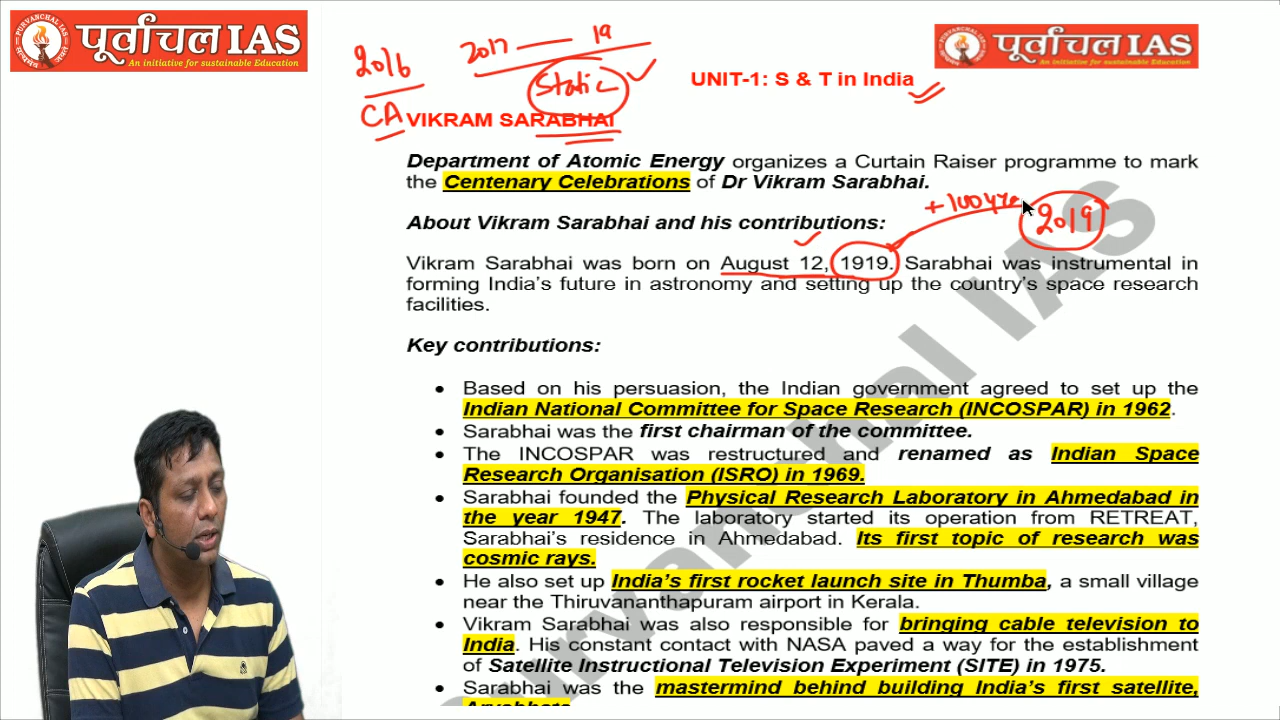 PURVANCHAL IAS
पूर्वांचल IAS
An initiative for sustainable Education
पूर्वांचल IAS
An initiative for sustainable Education
2016
2017 —— 19
Static
CA
UNIT-1: S & T in India
VIKRAM SARABHAI
Department of Atomic Energy organizes a Curtain Raiser programme to mark
the Centenary Celebrations of Dr Vikram Sarabhai.
+100 yrs
2019
About Vikram Sarabhai and his contributions:
Vikram Sarabhai was born on August 12, 1919. Sarabhai was instrumental in
forming India's future in astronomy and setting up the country's space research
facilities.
Key contributions:
• Based on his persuasion, the Indian government agreed to set up the
Indian National Committee for Space Research (INCOSPAR) in 1962.
• Sarabhai was the first chairman of the committee.
• The INCOSPAR was restructured and renamed as Indian Space
Research Organisation (ISRO) in 1969.
• Sarabhai founded the Physical Research Laboratory in Ahmedabad in
the year 1947. The laboratory started its operation from RETREAT,
Sarabhai's residence in Ahmedabad. Its first topic of research was
cosmic rays.
• He also set up India's first rocket launch site in Thumba, a small village
near the Thiruvananthapuram airport in Kerala.
• Vikram Sarabhai was also responsible for bringing cable television to
India. His constant contact with NASA paved a way for the establishment
of Satellite Instructional Television Experiment (SITE) in 1975.
• Sarabhai was the mastermind behind building India's first satellite,
Purvanchal IAS